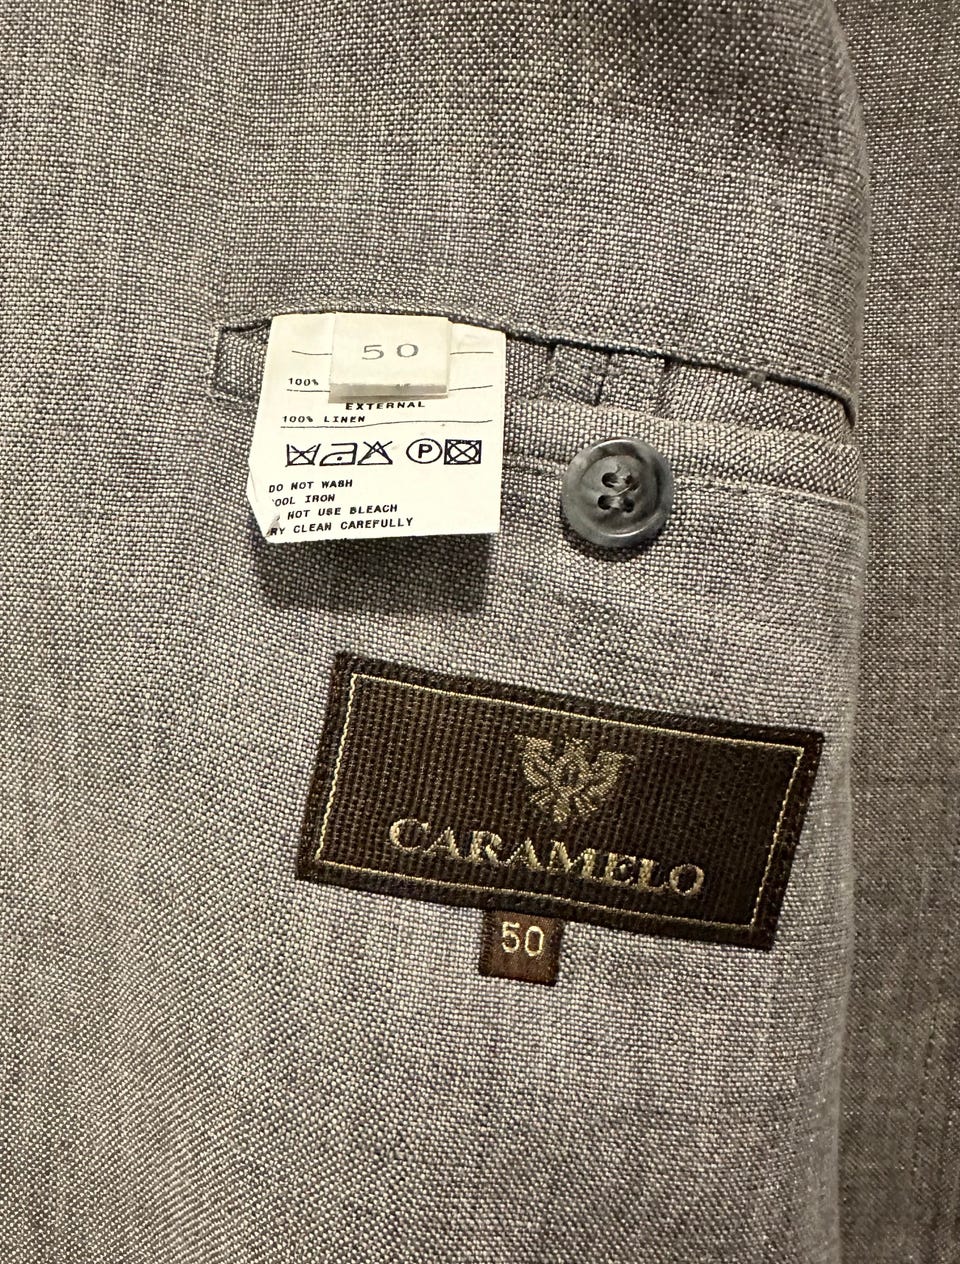 50
100%
EXTERNAL
100% LINEN
P
DO NOT WASH
OOL IRON
NOT USE BLEACH
RY CLEAN CAREFULLY
CARAMELO
50